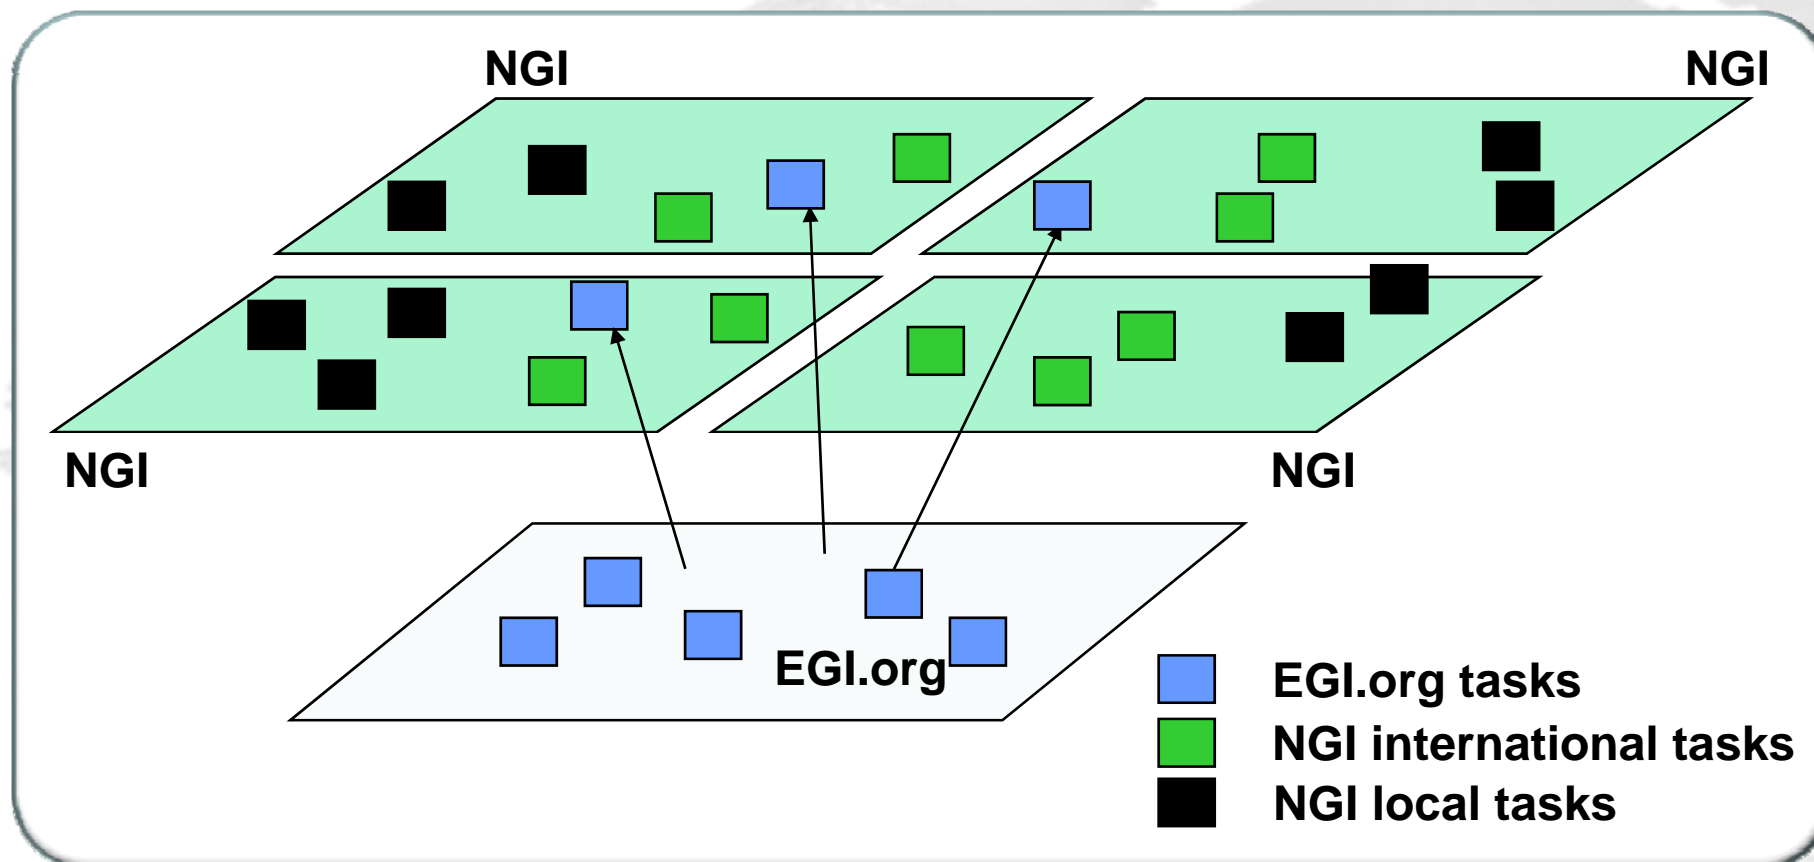 NGI
NGI
NGI
NGI
EGI.org
EGI.org tasks
NGI international tasks
NGI local tasks